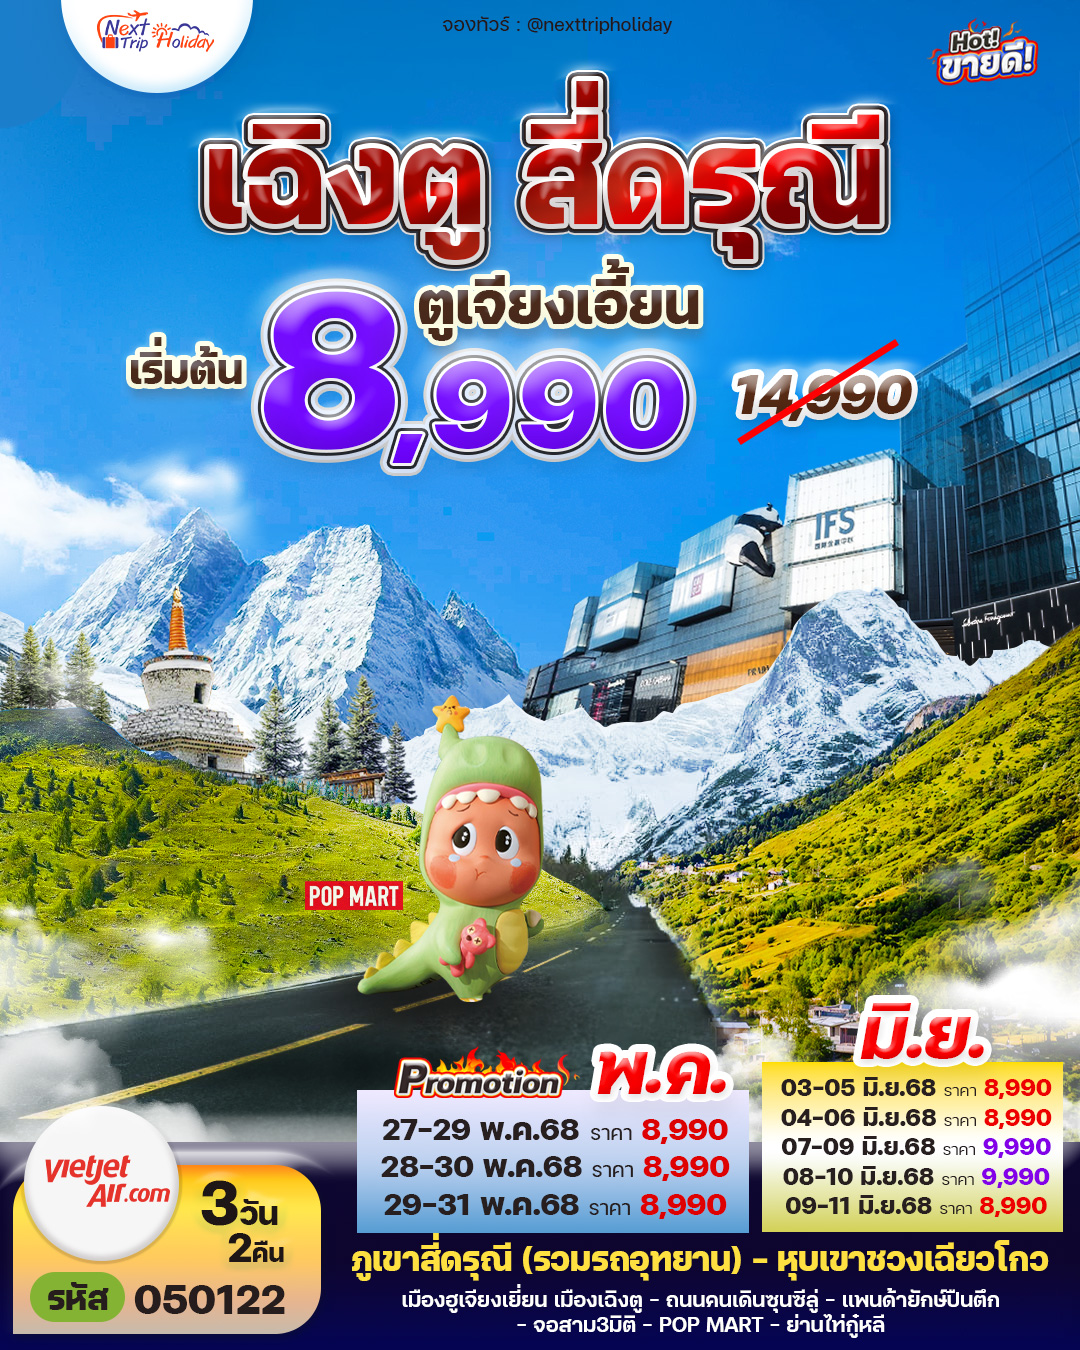 Next Trip Holiday
จองทัวร์ : @nexttripholiday
Hot!
ขายดี!
เฉิงตู สี่ดรุณี
ตูเจียงเอี้ยน
เริ่มต้น 8,990
14,990
IFS
PRADA
POP MART
Promotion พ.ค.
27-29 พ.ค.68 ราคา 8,990
28-30 พ.ค.68 ราคา 8,990
29-31 พ.ค.68 ราคา 8,990
มิ.ย.
03-05 มิ.ย.68 ราคา 8,990
04-06 มิ.ย.68 ราคา 8,990
07-09 มิ.ย.68 ราคา 9,990
08-10 มิ.ย.68 ราคา 9,990
09-11 มิ.ย.68 ราคา 8,990
vietjet
Air.com
3วัน
2คืน
รหัส 050122
ภูเขาสี่ดรุณี (รวมรถอุทยาน) - หุบเขาชวงเฉียวโกว
เมืองฮูเจียงเยี่ยน เมืองเฉิงตู - ถนนคนเดินซุนซีลู่ - แพนด้ายักษ์ปีนตึก
- จอสาม3มิติ - POP MART - ย่านไท่กู๋หลี